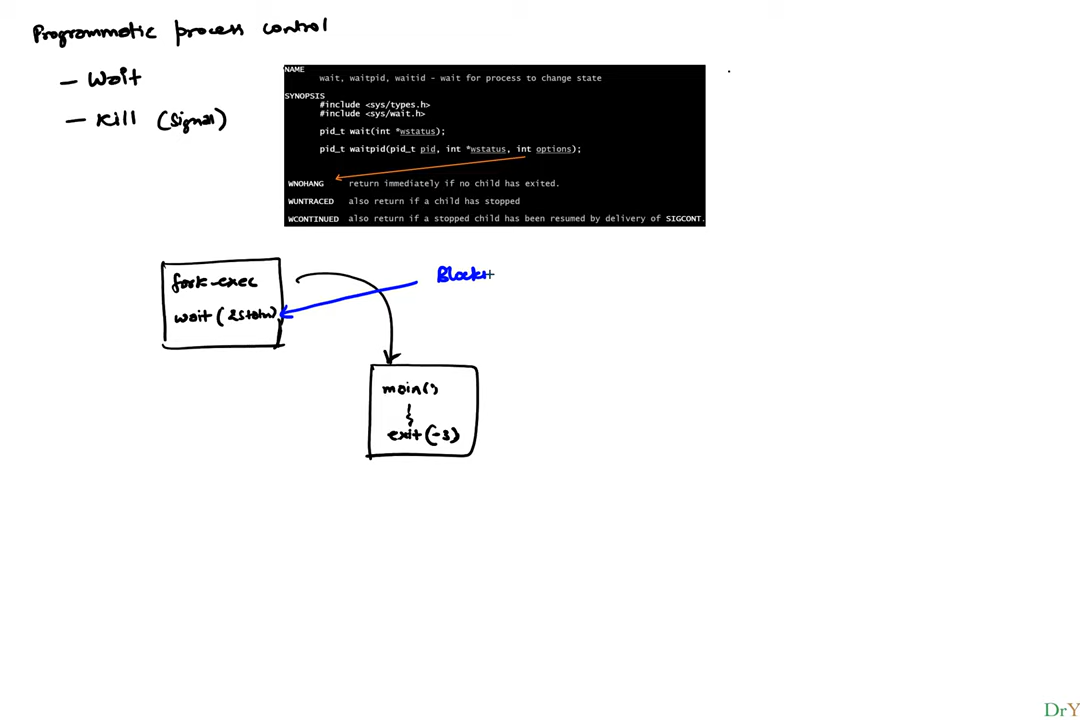 Programmatic process control
– Wait
– Kill (Signal)
NAME
wait, waitpid, waitid - wait for process to change state
SYNOPSIS
#include <sys/types.h>
#include <sys/wait.h>
pid_t wait(int *wstatus);
pid_t waitpid(pid_t pid, int *wstatus, int options);
WNOHANG return immediately if no child has exited.
WUNTRACED also return if a child has stopped
WCONTINUED also return if a stopped child has been resumed by delivery of SIGCONT.
fork-exec
wait (
main()
exit(-3)
DrY